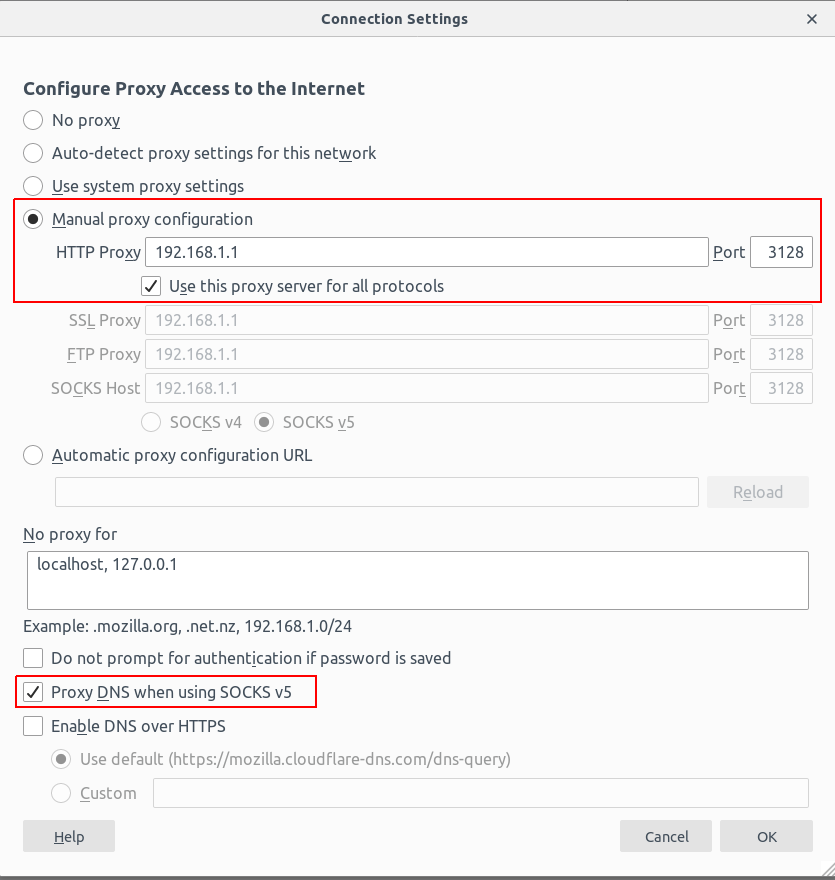 Connection Settings
Configure Proxy Access to the Internet
No proxy
Auto-detect proxy settings for this network
Use system proxy settings
Manual proxy configuration
HTTP Proxy 192.168.1.1 Port 3128
Use this proxy server for all protocols
SSL Proxy 192.168.1.1 Port 3128
FTP Proxy 192.168.1.1 Port 3128
SOCKS Host 192.168.1.1 Port 3128
SOCKS v4 SOCKS v5
Automatic proxy configuration URL
Reload
No proxy for
localhost, 127.0.0.1
Example: .mozilla.org, .net.nz, 192.168.1.0/24
Do not prompt for authentication if password is saved
Proxy DNS when using SOCKS v5
Enable DNS over HTTPS
Use default (https://mozilla.cloudflare-dns.com/dns-query)
Custom
Help Cancel OK